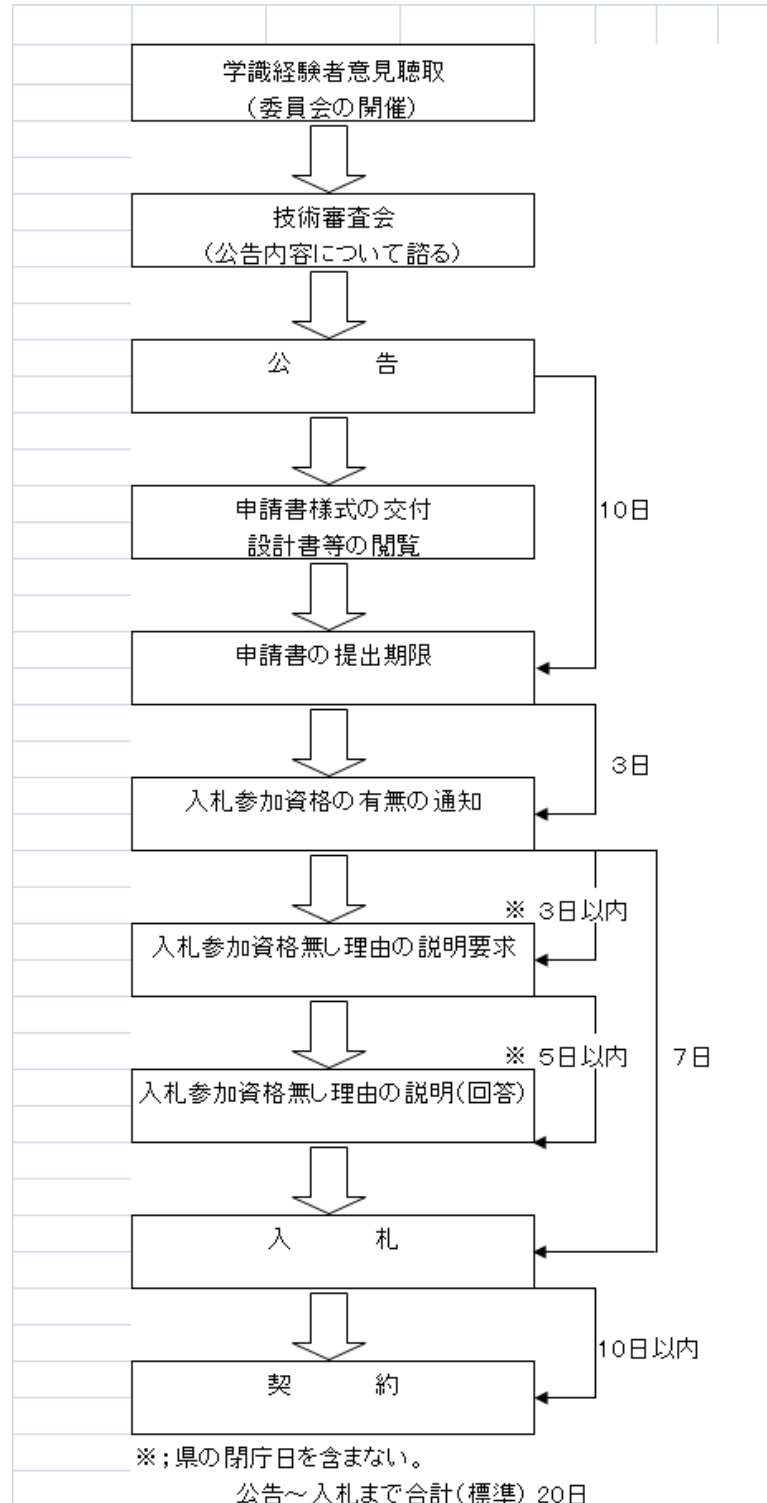 学識経験者意見聴取
(委員会の開催)
技術審査会
(公告内容について諮る)
公　　　告
申請書様式の交付
設計書等の閲覧
10日
申請書の提出期限
3日
入札参加資格の有無の通知
※ 3日以内
入札参加資格無し理由の説明要求
※ 5日以内
7日
入札参加資格無し理由の説明(回答)
入　　　札
10日以内
契　　　約
※；県の閉庁日を含まない。
公告～入札まで合計(標準) 20日